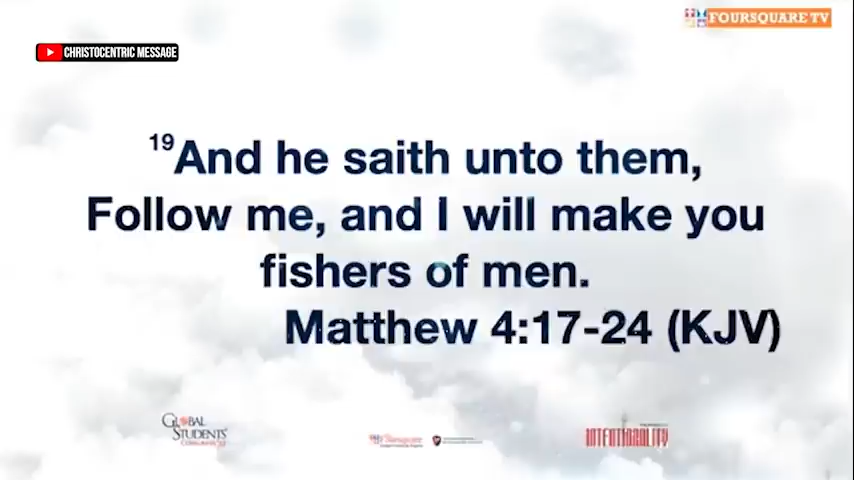 FOURSQUARE TV
CHRISTOCENTRIC MESSAGE
19And he saith unto them,
Follow me, and I will make you
fishers of men.
Matthew 4:17-24 (KJV)
GLOBAL
STUDENTS'
INTENTIONALITY